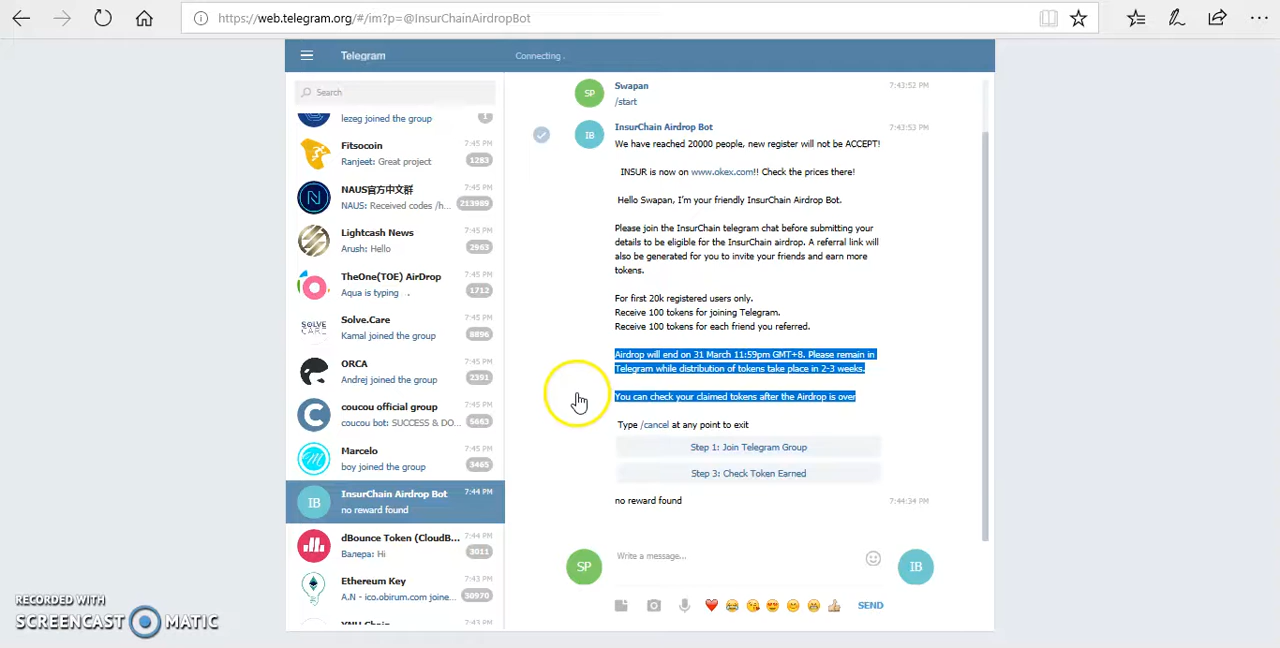 https://web.telegram.org/#/im?p=@InsurChainAirdropBot
Telegram
Connecting .
Search
lezeg joined the group
1
Fitsocoin
7:45 PM
Ranjeet: Great project
1283
NAUS官方中文群
7:45 PM
NAUS: Received codes /h...
213989
Lightcash News
7:45 PM
Arush: Hello
2963
TheOne(TOE) AirDrop
7:45 PM
Aqua is typing .
1712
SOLVE
CARE
Solve.Care
7:45 PM
Kamal joined the group
8896
ORCA
7:45 PM
Andrej joined the group
2391
coucou official group
7:45 PM
coucou bot: SUCCESS & DO...
5663
Marcelo
7:45 PM
boy joined the group
3465
IB
InsurChain Airdrop Bot
7:44 PM
no reward found
dBounce Token (CloudB...
7:44 PM
Валера: Hi
3011
Ethereum Key
7:43 PM
A.N - ico.obirum.com joine...
30970
7:43 PM
SP
Swapan
7:43:53 PM
/start
IB
InsurChain Airdrop Bot
7:43:53 PM
We have reached 20000 people, new register will not be ACCEPT!
INSUR is now on www.okex.com!! Check the prices there!
Hello Swapan, I'm your friendly InsurChain Airdrop Bot.
Please join the InsurChain telegram chat before submitting your
details to be eligible for the InsurChain airdrop. A referral link will
also be generated for you to invite your friends and earn more
tokens.
For first 20k registered users only.
Receive 100 tokens for joining Telegram.
Receive 100 tokens for each friend you referred.
Airdrop will end on 31 March 11:59pm GMT+8. Please remain in
Telegram while distribution of tokens take place in 2-3 weeks.
You can check your claimed tokens after the Airdrop is over
Type /cancel at any point to exit
Step 1: Join Telegram Group
Step 3: Check Token Earned
no reward found
7:44:34 PM
SP
Write a message...
IB
SEND
RECORDED WITH
SCREENCAST MATIC